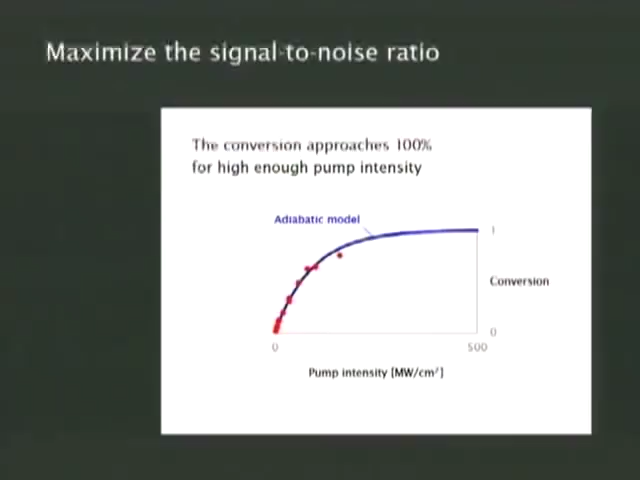 Maximize the signal-to-noise ratio
The conversion approaches 100%
for high enough pump intensity
Adiabatic model
1
Conversion
0
0
500
Pump intensity [MW/cm²]